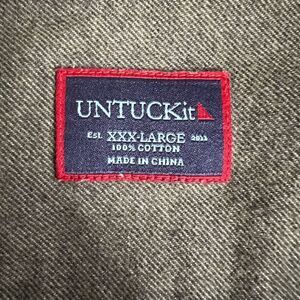 UNTUCKit
EST. XXX-LARGE 2011
100% COTTON
MADE IN CHINA